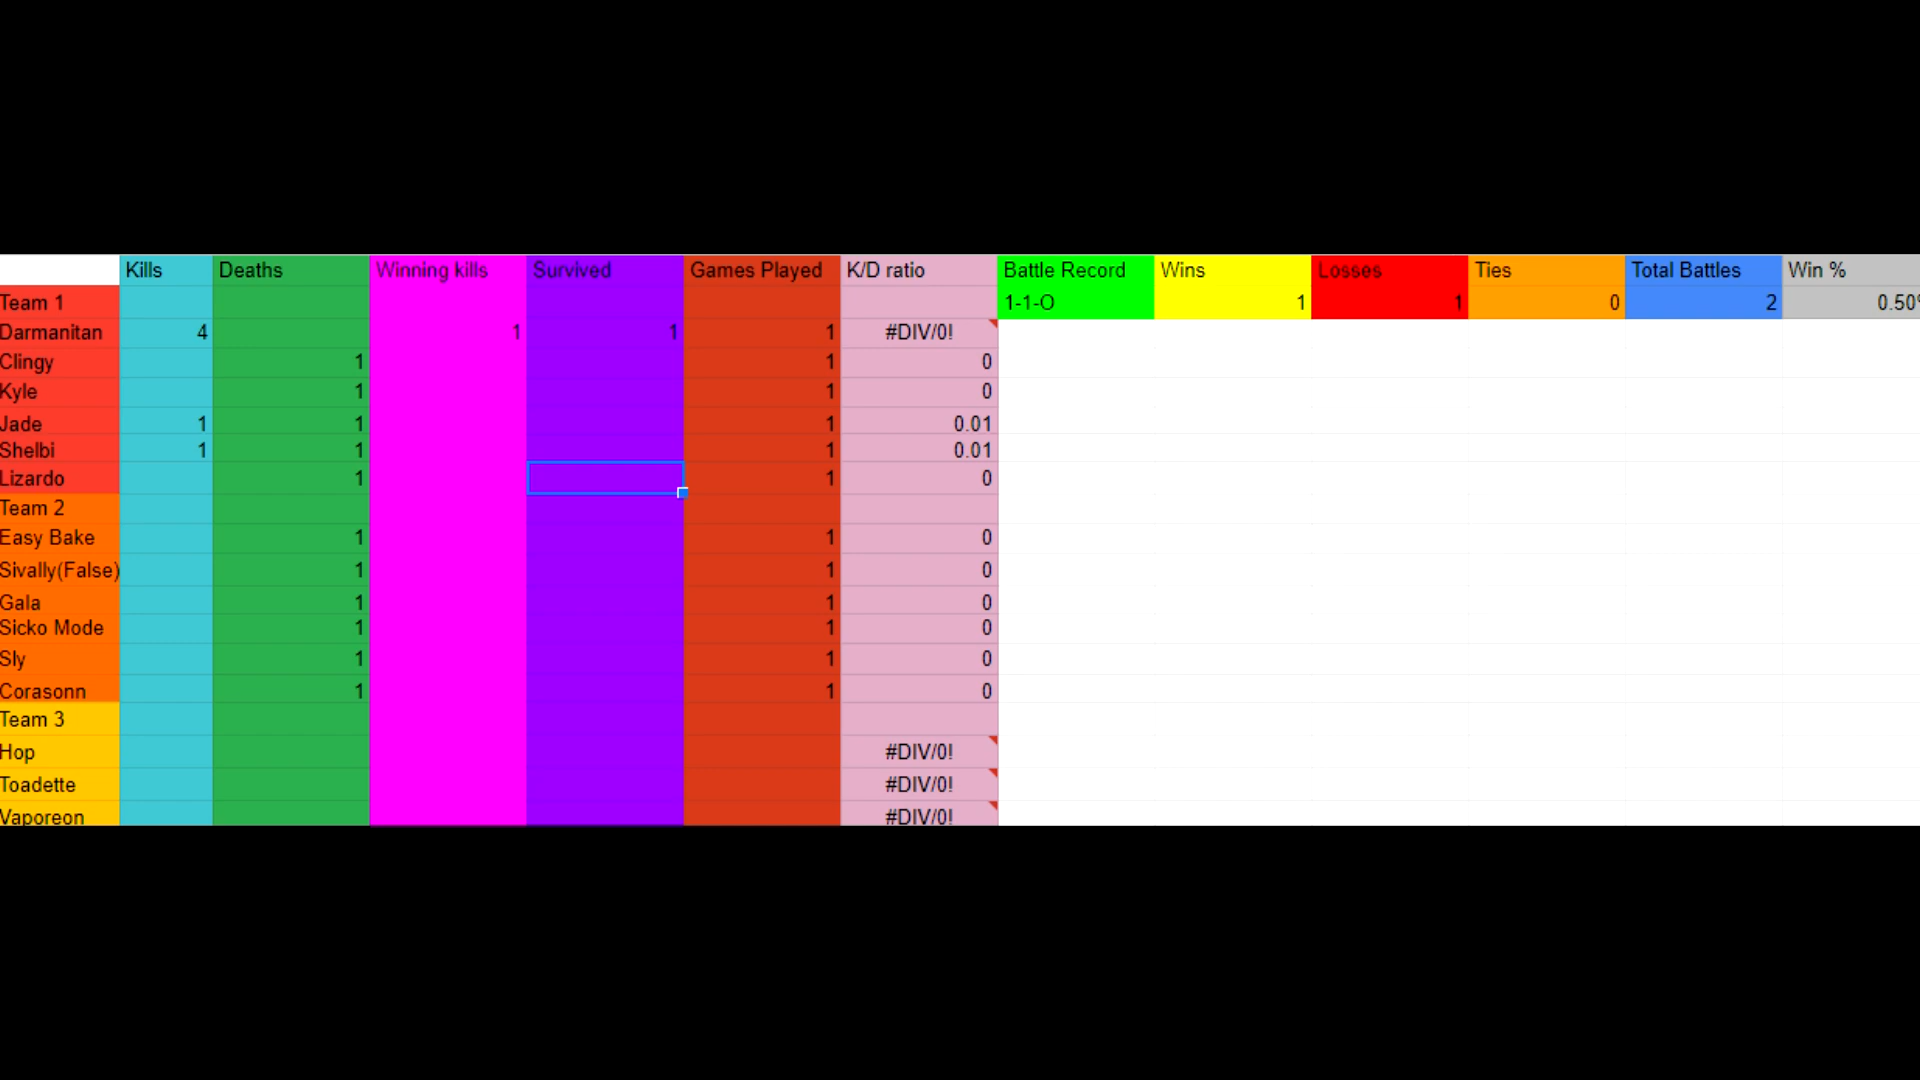 Kills Deaths Winning kills Survived Games Played K/D ratio Battle Record Wins Losses Ties Total Battles Win %
Team 1 1-1-O 1 1 0 2 0.50%
Darmanitan 4 1 1 1 #DIV/0!
Clingy 1 1 0
Kyle 1 1 0
Jade 1 1 1 0.01
Shelbi 1 1 1 0.01
Lizardo 1 1 0
Team 2
Easy Bake 1 1 0
Sivally(False) 1 1 0
Gala 1 1 0
Sicko Mode 1 1 0
Sly 1 1 0
Corasonn 1 1 0
Team 3
Hop #DIV/0!
Toadette #DIV/0!
Vaporeon #DIV/0!